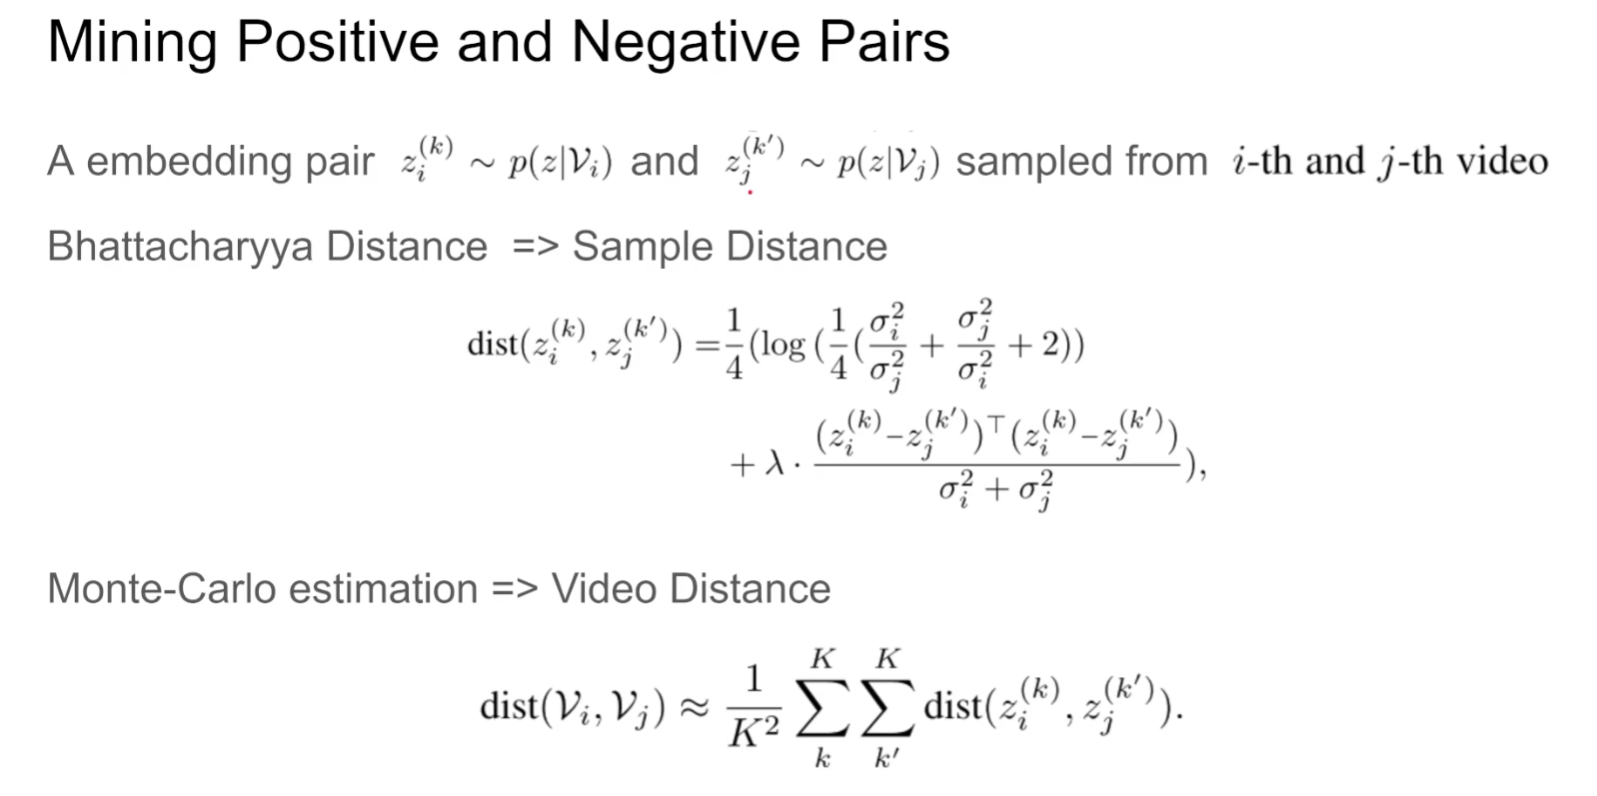 Mining Positive and Negative Pairs
A embedding pair $z_i^{(k)} \sim p(z|\mathcal{V}_i)$ and $z_j^{(k')} \sim p(z|\mathcal{V}_j)$ sampled from i-th and j-th video
Bhattacharyya Distance => Sample Distance
$\text{dist}(z_i^{(k)}, z_j^{(k')}) = \frac{1}{4}(\log(\frac{1}{4}(\frac{\sigma_i^2}{\sigma_j^2} + \frac{\sigma_j^2}{\sigma_i^2} + 2))$
$+ \lambda \cdot \frac{(z_i^{(k)} - z_j^{(k')})^\top (z_i^{(k)} - z_j^{(k')})}{\sigma_i^2 + \sigma_j^2}),$
Monte-Carlo estimation => Video Distance
$\text{dist}(\mathcal{V}_i, \mathcal{V}_j) \approx \frac{1}{K^2} \sum_{k}^{K} \sum_{k'}^{K} \text{dist}(z_i^{(k)}, z_j^{(k')}).$